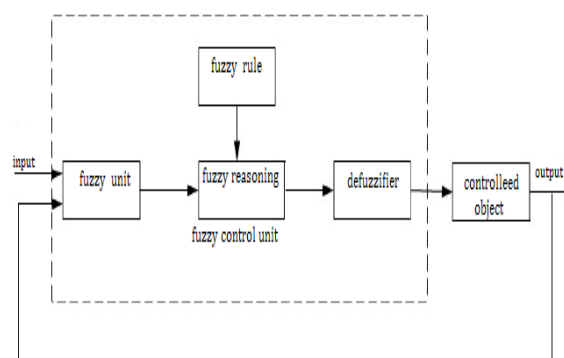 fuzzy rule
input
fuzzy unit
fuzzy reasoning
defuzzifier
controlleed
object
output
fuzzy control unit